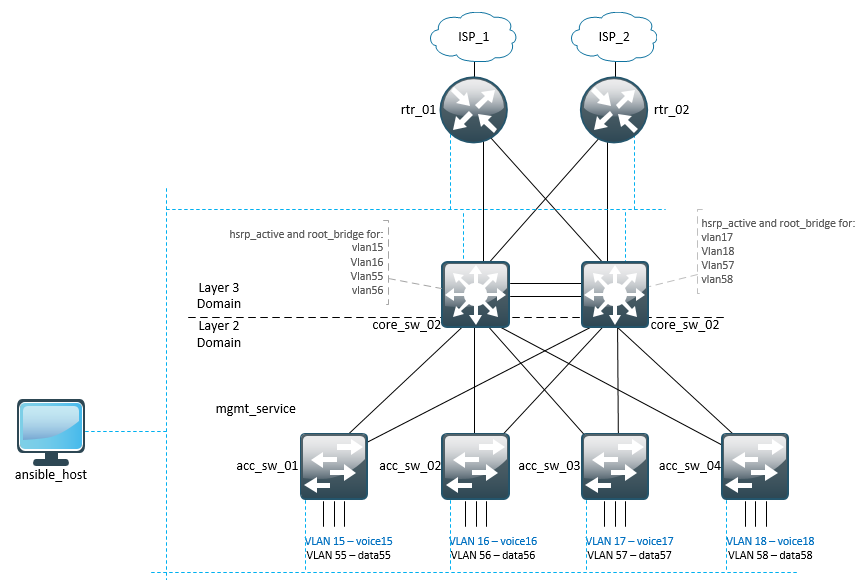 ISP_1
ISP_2
rtr_01
rtr_02
hsrp_active and root_bridge for:
vlan15
Vlan16
Vlan55
vlan56
hsrp_active and root_bridge for:
vlan17
Vlan18
Vlan57
vlan58
Layer 3
Domain
core_sw_02
core_sw_02
Layer 2
Domain
mgmt_service
ansible_host
acc_sw_01
acc_sw_02
acc_sw_03
acc_sw_04
VLAN 15 – voice15
VLAN 55 – data55
VLAN 16 – voice16
VLAN 56 – data56
VLAN 17 – voice17
VLAN 57 – data57
VLAN 18 – voice18
VLAN 58 – data58